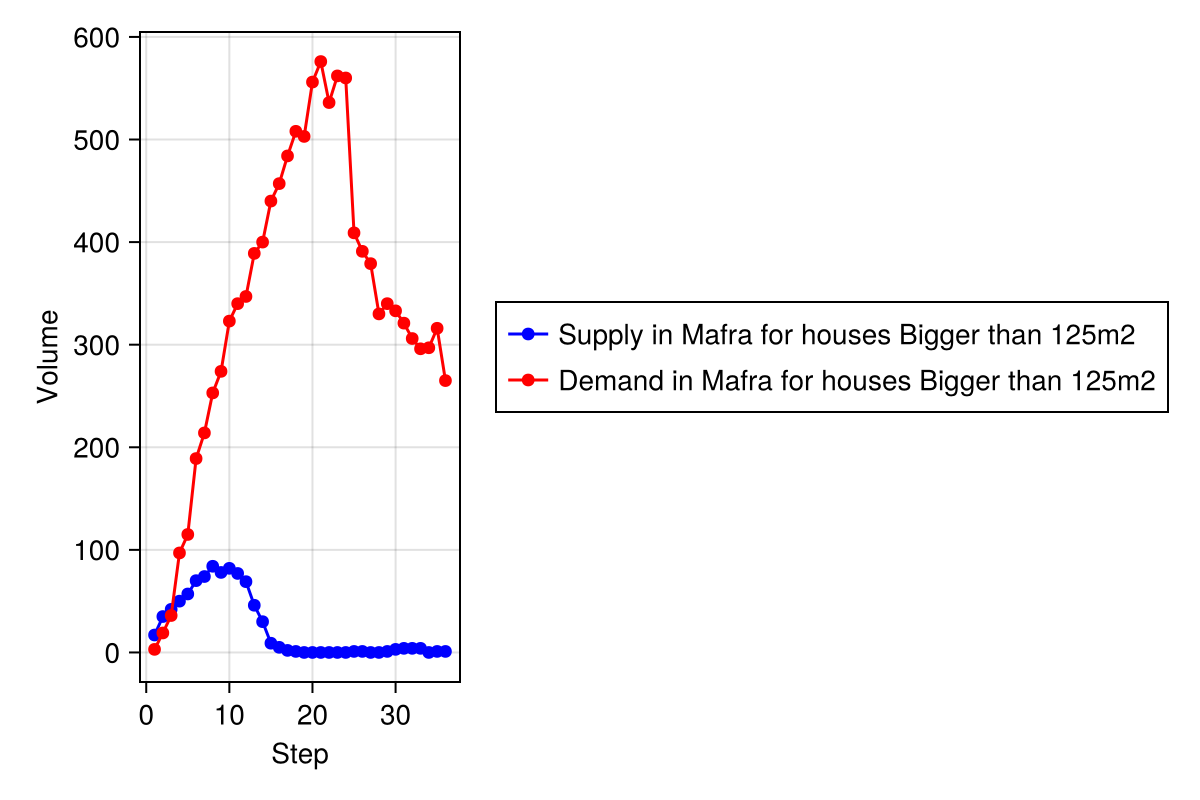 600
500
400
300
200
100
0
Volume
0 10 20 30
Step
Supply in Mafra for houses Bigger than 125m2
Demand in Mafra for houses Bigger than 125m2